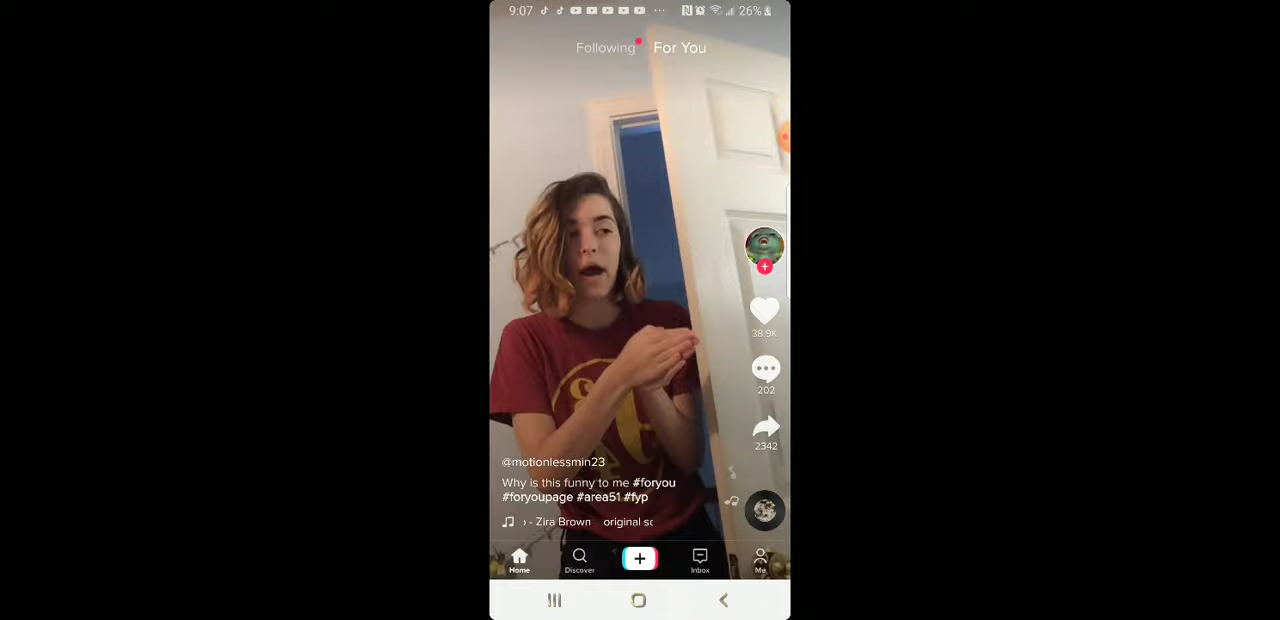 9:07
26%
Following
For You
38.9K
202
2342
@motionlessmin23
Why is this funny to me #foryou
#foryoupage #area51 #fyp
- Zira Brown original so
Home
Discover
Inbox
Me